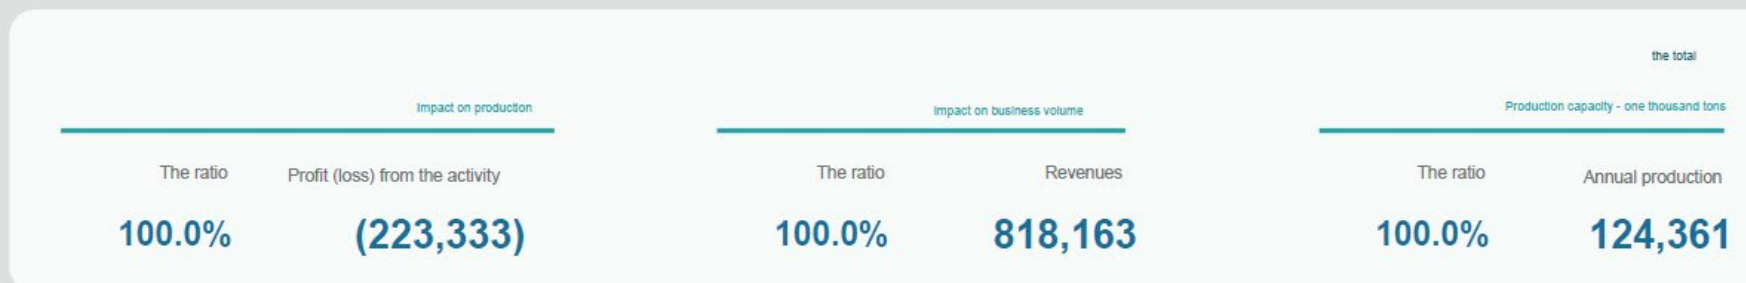 the total
Impact on production
Impact on business volume
Production capacity - one thousand tons
The ratio
Profit (loss) from the activity
The ratio
Revenues
The ratio
Annual production
100.0%
(223,333)
100.0%
818,163
100.0%
124,361